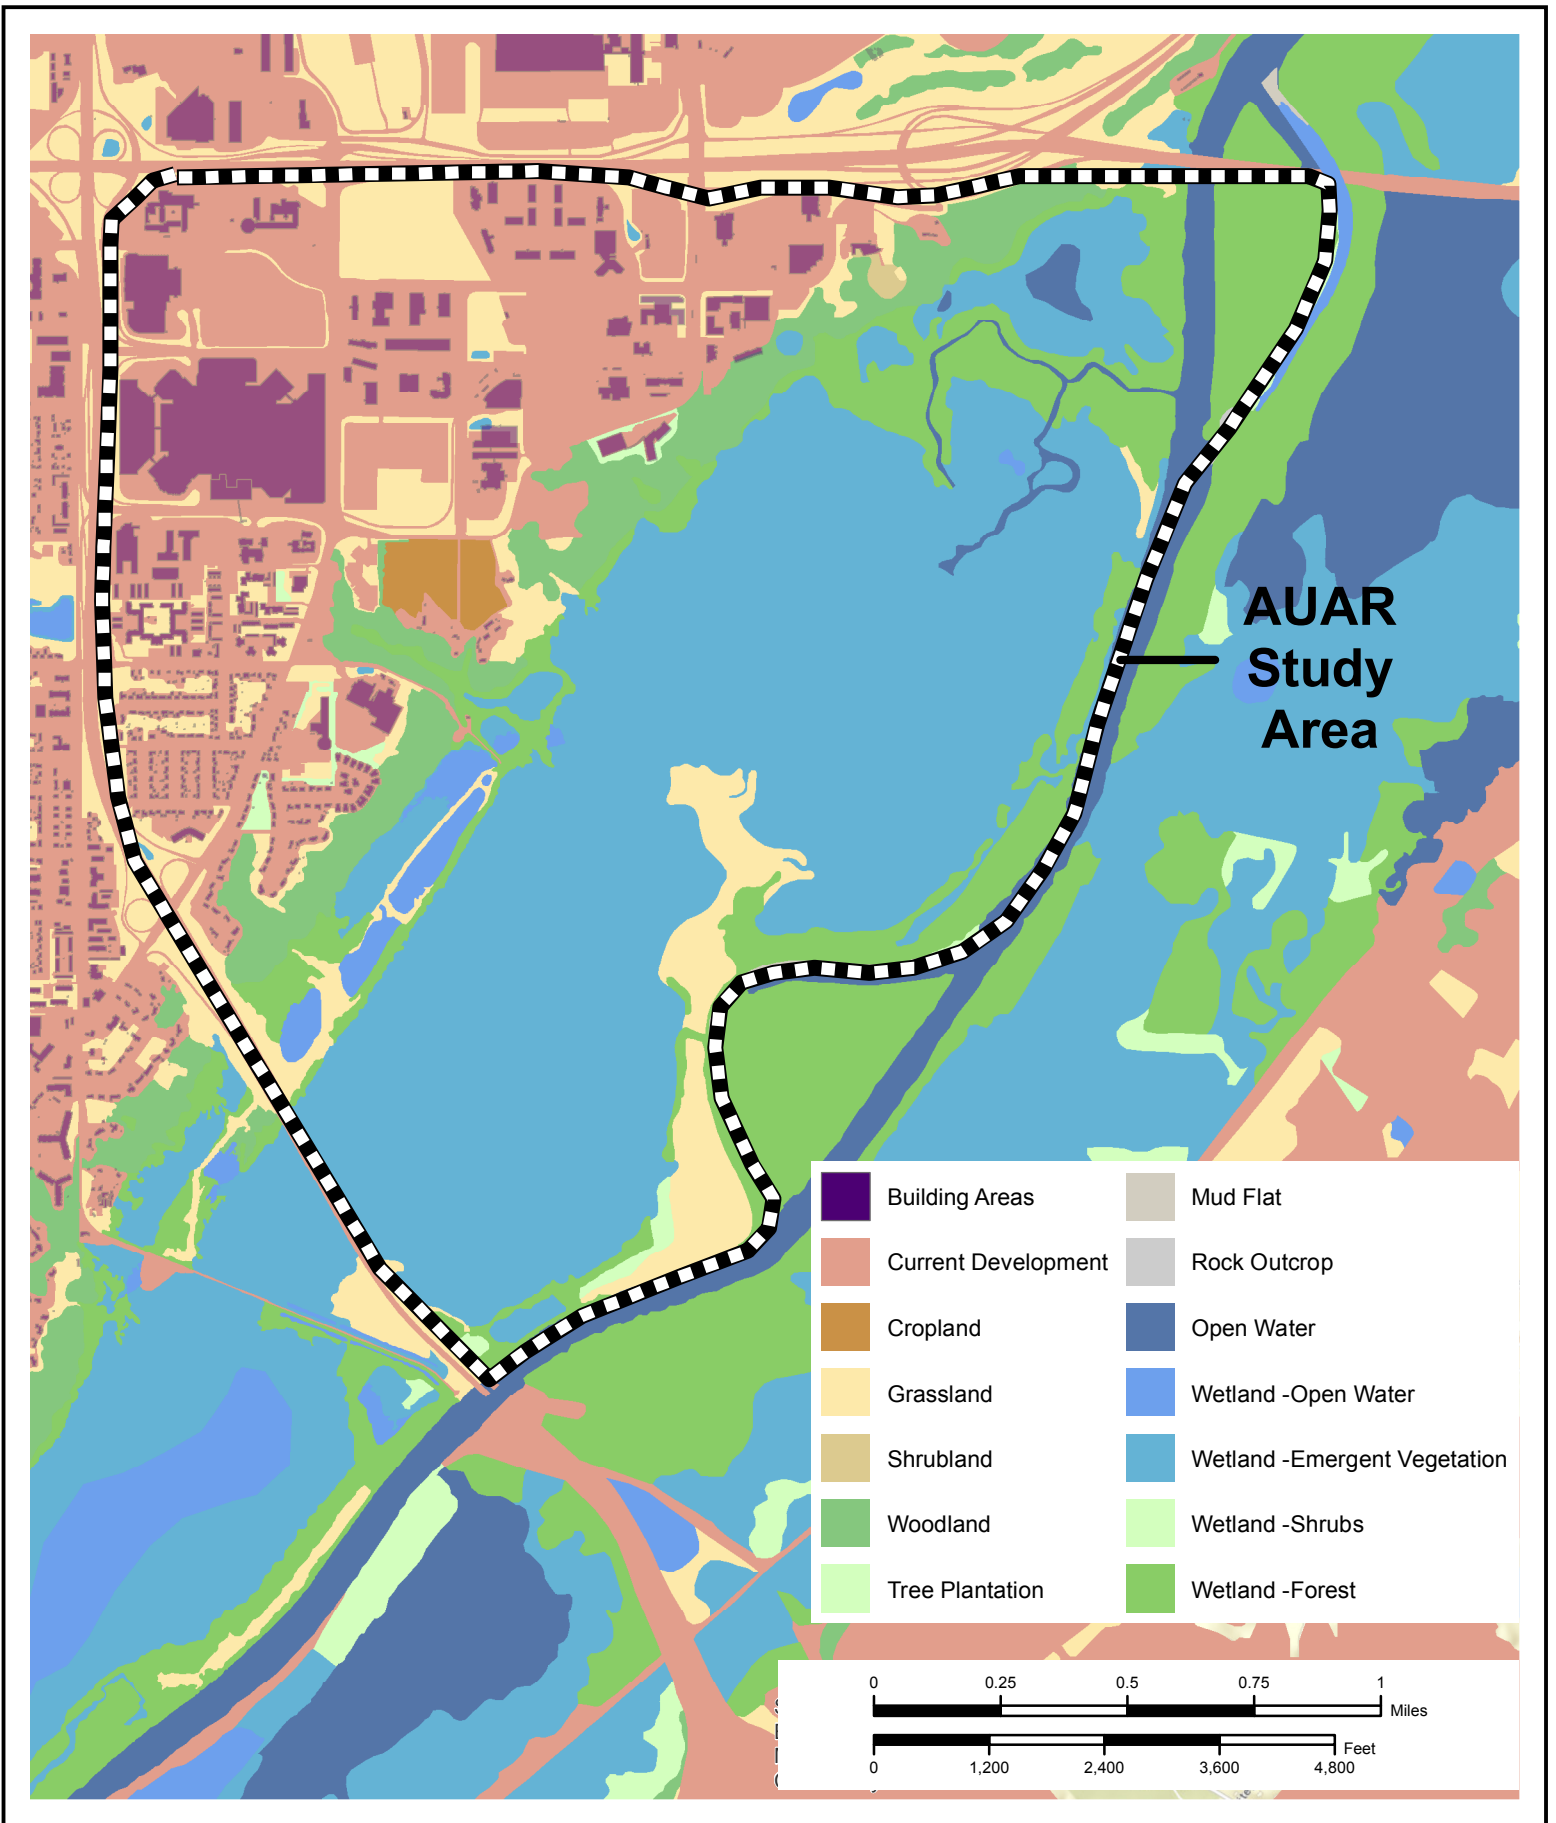 AUAR
Study
Area
Building Areas
Current Development
Cropland
Grassland
Shrubland
Woodland
Tree Plantation
Mud Flat
Rock Outcrop
Open Water
Wetland -Open Water
Wetland -Emergent Vegetation
Wetland -Shrubs
Wetland -Forest
0 0.25 0.5 0.75 1
Miles
Feet
0 1,200 2,400 3,600 4,800